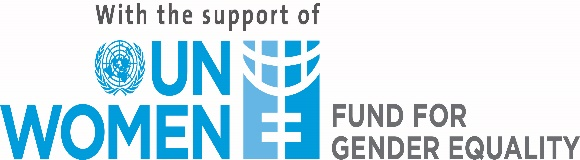 With the support of
UN
WOMEN
FUND FOR
GENDER EQUALITY